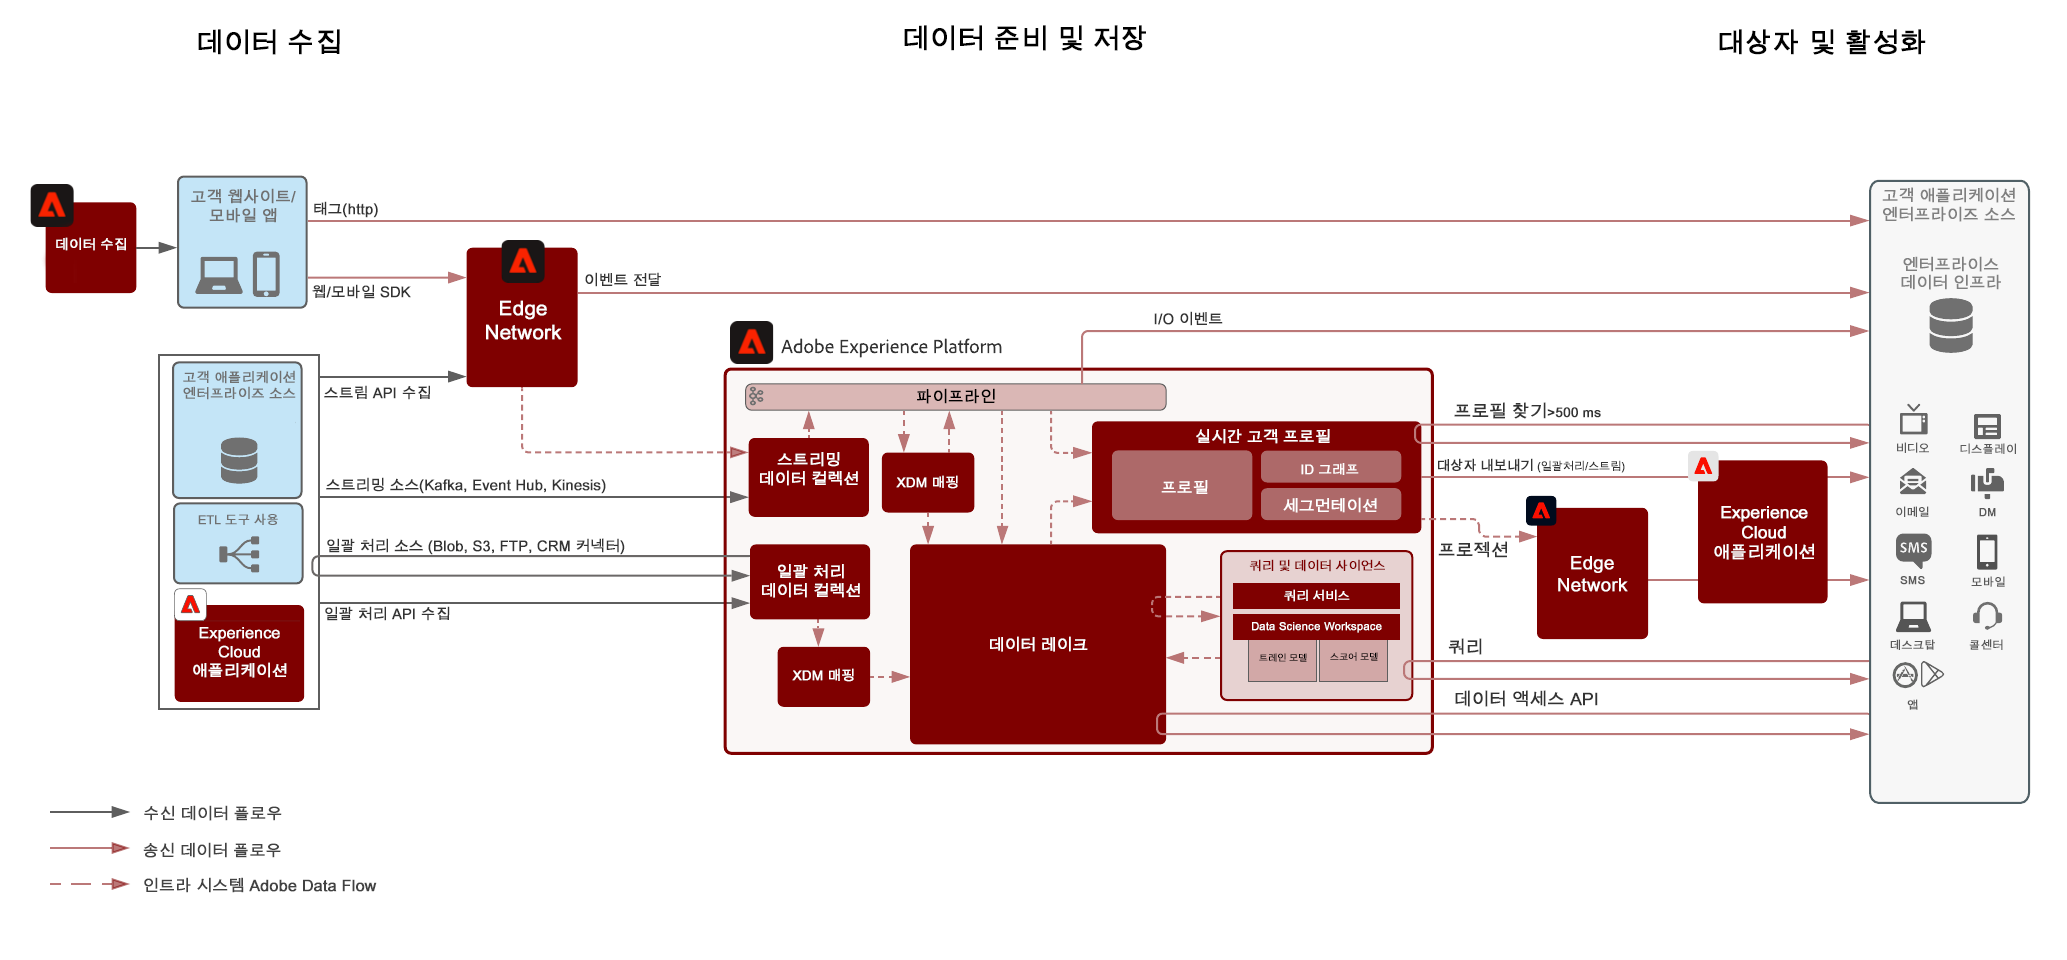 데이터 수집
데이터 준비 및 저장
대상자 및 활성화
데이터 수집
고객 웹사이트/
모바일 앱
태그(http)
웹/모바일 SDK
Edge
Network
이벤트 전달
I/O 이벤트
고객 애플리케이션
엔터프라이즈 소스
엔터프라이스
데이터 인프라
Adobe Experience Platform
고객 애플리케이션
엔터프라이즈 소스
스트림 API 수집
스트리밍 소스(Kafka, Event Hub, Kinesis)
ETL 도구 사용
일괄 처리 소스 (Blob, S3, FTP, CRM 커넥터)
일괄 처리 API 수집
Experience
Cloud
애플리케이션
파이프라인
스트리밍
데이터 컬렉션
XDM 매핑
실시간 고객 프로필
프로필
ID 그래프
세그먼테이션
일괄 처리
데이터 컬렉션
XDM 매핑
데이터 레이크
쿼리 및 데이터 사이언스
쿼리 서비스
Data Science Workspace
트레인 모델
스코어 모델
프로필 찾기>500 ms
대상자 내보내기 (일괄처리/스트림)
프로젝션
Edge
Network
Experience
Cloud
애플리케이션
쿼리
데이터 액세스 API
비디오
디스플레이
이메일
DM
SMS
SMS
모바일
데스크탑
콜센터
앱
수신 데이터 플로우
송신 데이터 플로우
인트라 시스템 Adobe Data Flow